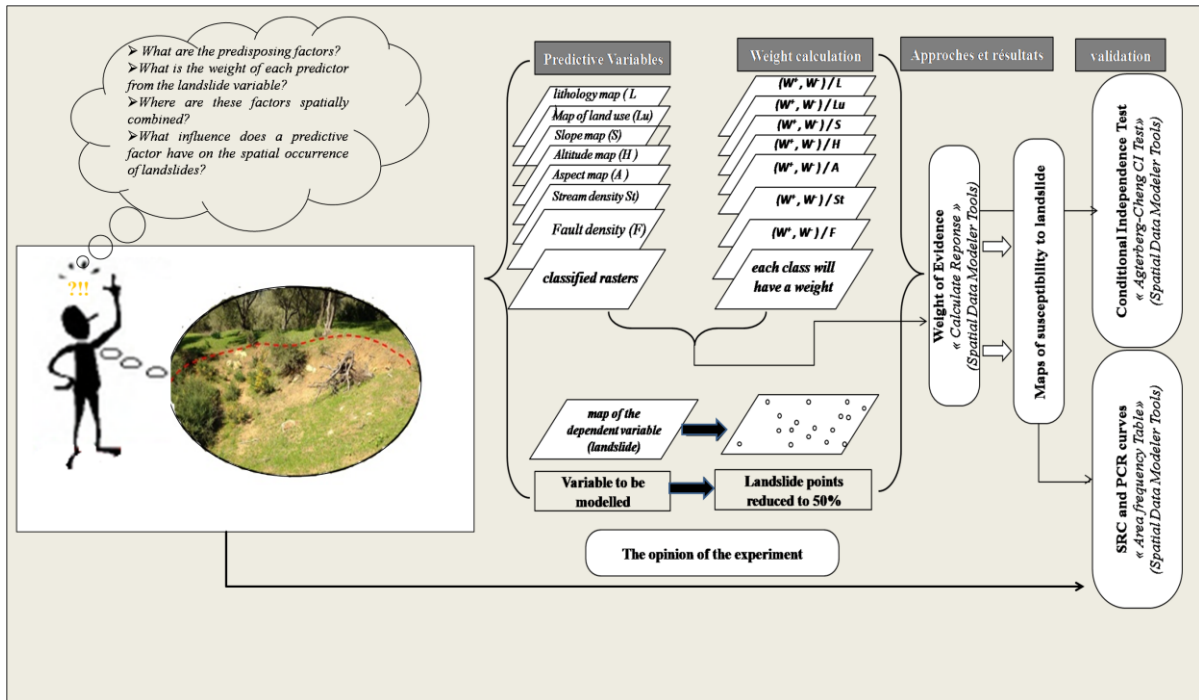 ➢ What are the predisposing factors?
➢What is the weight of each predictor
from the landslide variable?
➢Where are these factors spatially
combined?
➢What influence does a predictive
factor have on the spatial occurrence
of landslides?
?!!
Predictive Variables
lithology map ( L
Map of land use (Lu)
Slope map (S)
Altitude map (H )
Aspect map (A )
Stream density St)
Fault density (F)
classified rasters
Weight calculation
(W⁺, W⁻) / L
(W⁺, W⁻) / Lu
(W⁺, W⁻) / S
(W⁺, W⁻) / H
(W⁺, W⁻) / A
(W⁺, W⁻) / St
(W⁺, W⁻) / F
each class will
have a weight
map of the
dependent variable
(landslide)
Variable to be
modelled
Landslide points
reduced to 50%
The opinion of the experiment
Approches et résultats
Weight of Evidence
« Calculate Reponse »
(Spatial Data Modeler Tools)
Maps of susceptibility to landslide
validation
Conditional Independence Test
« Agterberg-Cheng CI Test»
(Spatial Data Modeler Tools)
SRC and PCR curves
« Area frequency Table»
(Spatial Data Modeler Tools)